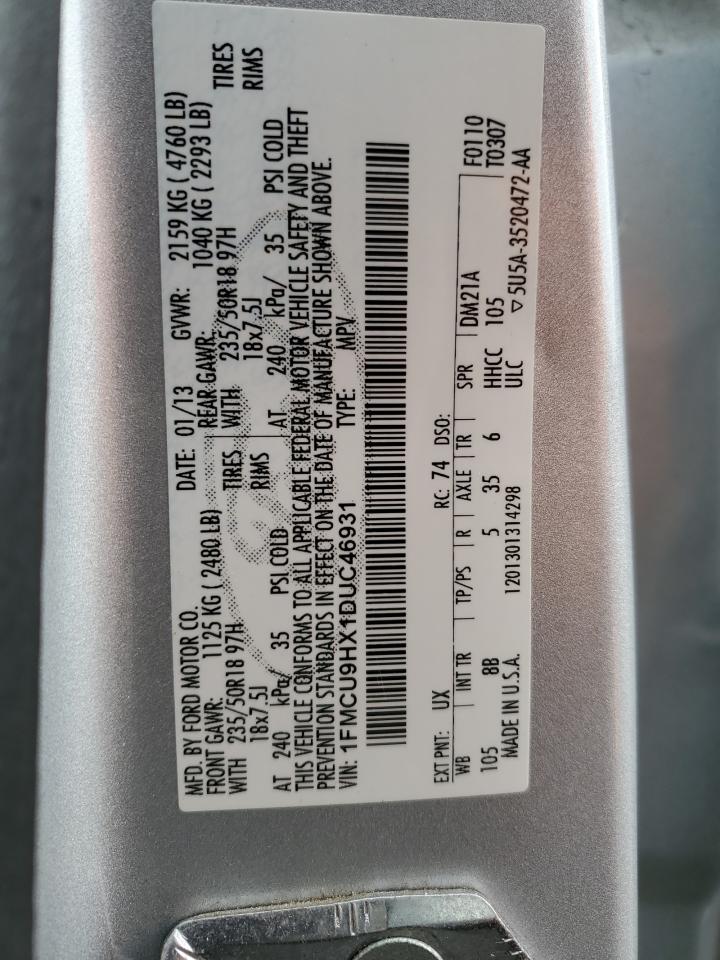 MFD. BY FORD MOTOR CO. DATE: 01/13 GVWR: 2159 KG ( 4760 LB)
FRONT GAWR: 1125 KG ( 2480 LB) REAR GAWR: 1040 KG ( 2293 LB)
WITH 235/50R18 97H TIRES WITH 235/50R18 97H TIRES
18x7.5J RIMS 18x7.5J RIMS
AT 240 kPa/ 35 PSI COLD AT 240 kPa/ 35 PSI COLD
THIS VEHICLE CONFORMS TO ALL APPLICABLE FEDERAL MOTOR VEHICLE SAFETY AND THEFT
PREVENTION STANDARDS IN EFFECT ON THE DATE OF MANUFACTURE SHOWN ABOVE.
VIN: 1FMCU9HX1DUC46931 TYPE: MPV
EXT PNT: UX RC: 74 DSO: F0110
WB INT TR TP/PS R AXLE TR SPR DM21A T0307
105 8B 5 35 6 HHCC 105
MADE IN U.S.A. 1201301314298 ULC ▽ 5U5A-3520472-AA